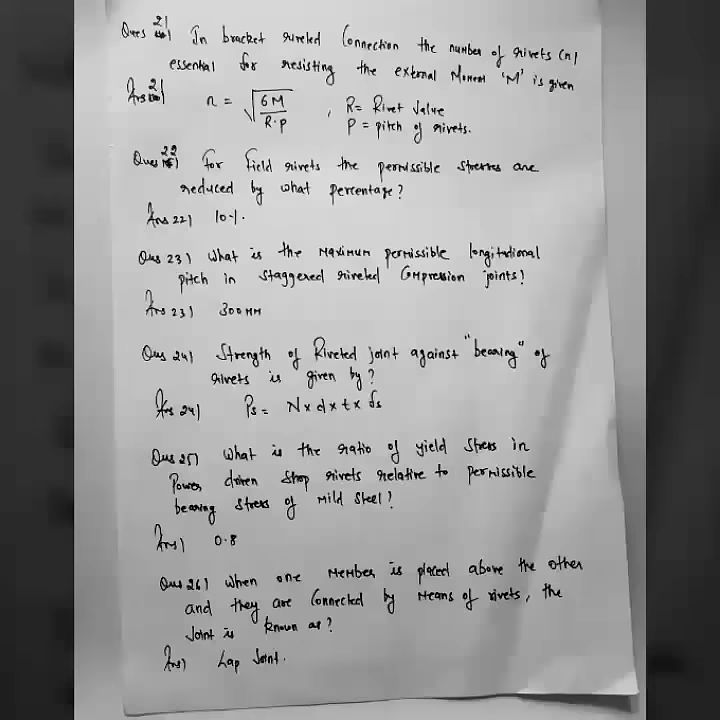 Ques 21) In bracket riveted Connection the number of rivets (n)
essential for resisting the external Moment 'M' is given
Ans 21) n = √(6M/R·p) , R = Rivet Value
P = pitch of rivets.
Ques 22) For field rivets the permissible stresses are
reduced by what percentage?
Ans 22) 10%.
Ques 23) What is the Maximum permissible longitudional
pitch in staggered riveted Compression joints?
Ans 23) 300MM
Ques 24) Strength of Riveted joint against "bearing" of
rivets is given by?
Ans 24) Ps = N×d×t×fs
Ques 25) What is the ratio of yield stress in
Power driven shop rivets relative to permissible
bearing stress of Mild Steel?
Ans) 0.8
Ques 26) When one Member is placed above the other
and they are Connected by Means of rivets, the
Joint is known as?
Ans) Lap Joint.